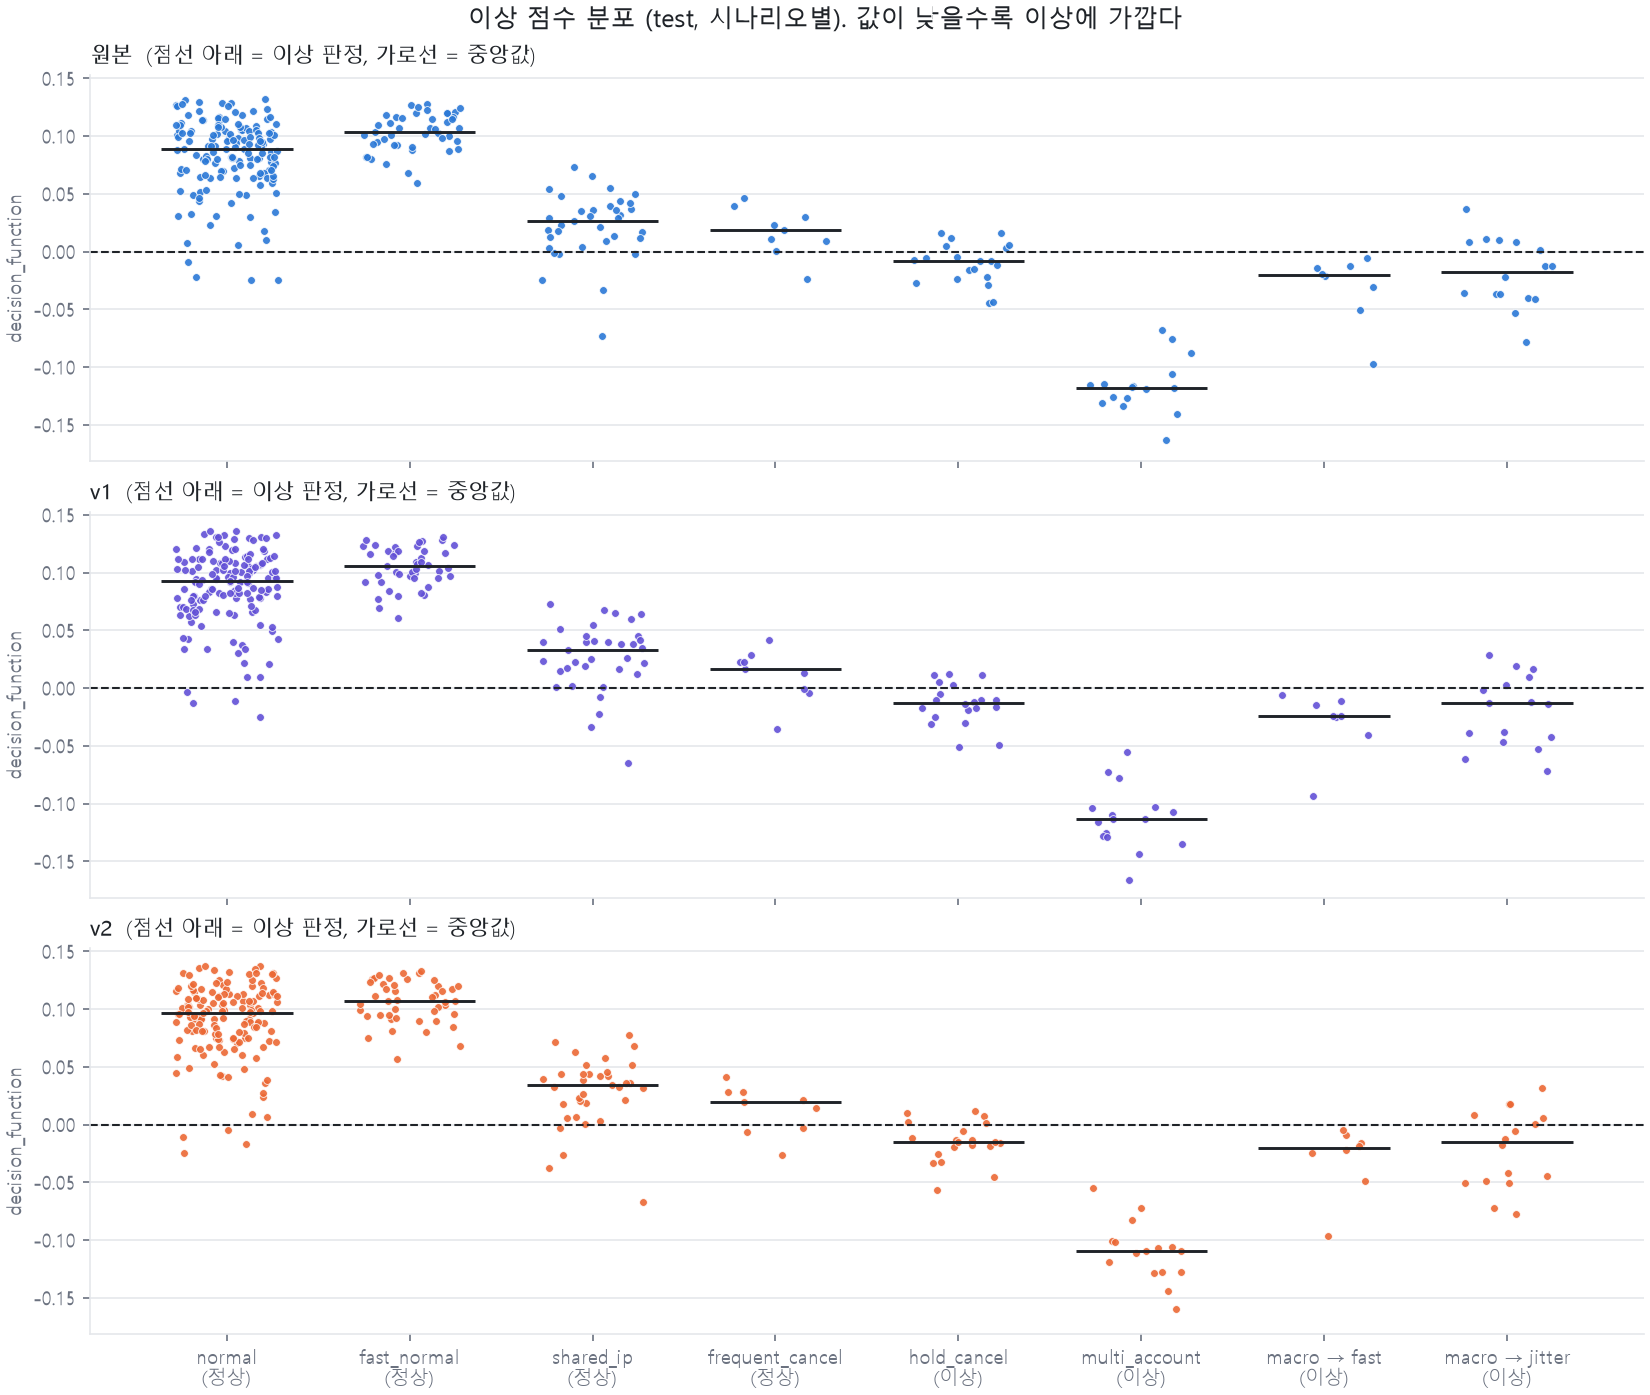 이상 점수 분포 (test, 시나리오별). 값이 낮을수록 이상에 가깝다
원본 (점선 아래 = 이상 판정, 가로선 = 중앙값)
0.15
0.10
0.05
0.00
-0.05
-0.10
-0.15
decision_function
v1 (점선 아래 = 이상 판정, 가로선 = 중앙값)
0.15
0.10
0.05
0.00
-0.05
-0.10
-0.15
decision_function
v2 (점선 아래 = 이상 판정, 가로선 = 중앙값)
0.15
0.10
0.05
0.00
-0.05
-0.10
-0.15
decision_function
normal
(정상)
fast_normal
(정상)
shared_ip
(정상)
frequent_cancel
(정상)
hold_cancel
(이상)
multi_account
(이상)
macro → fast
(이상)
macro → jitter
(이상)